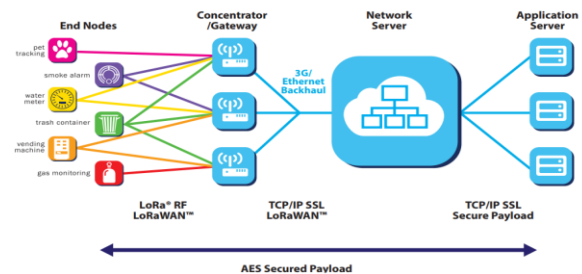 End Nodes
Concentrator
/Gateway
Network
Server
Application
Server
pet
tracking
smoke alarm
water
meter
trash container
vending
machine
gas monitoring
3G/
Ethernet
Backhaul
LoRa® RF
LoRaWAN™
TCP/IP SSL
LoRaWAN™
TCP/IP SSL
Secure Payload
AES Secured Payload